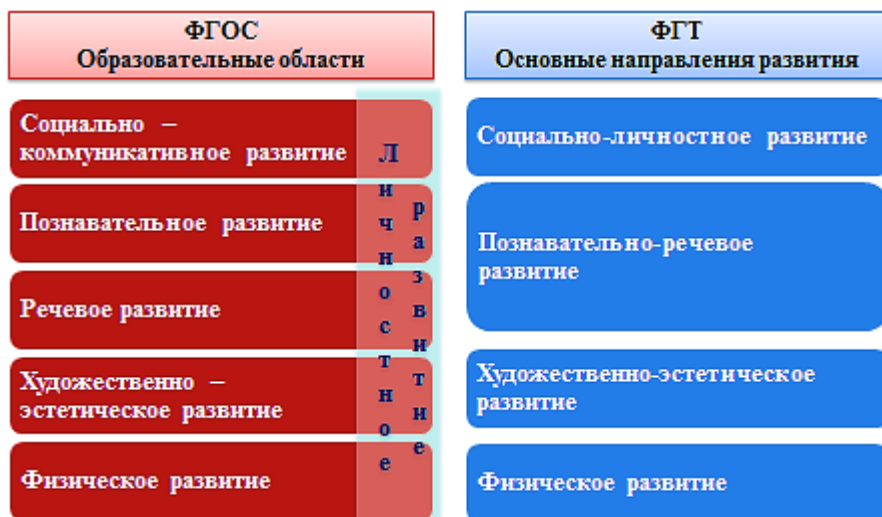 ФГОС
Образовательные области
Социально –
коммуникативное развитие
Познавательное развитие
Речевое развитие
Художественно –
эстетическое развитие
Физическое развитие
Личностное
развитие
ФГТ
Основные направления развития
Социально-личностное развитие
Познавательно-речевое
развитие
Художественно-эстетическое
развитие
Физическое развитие